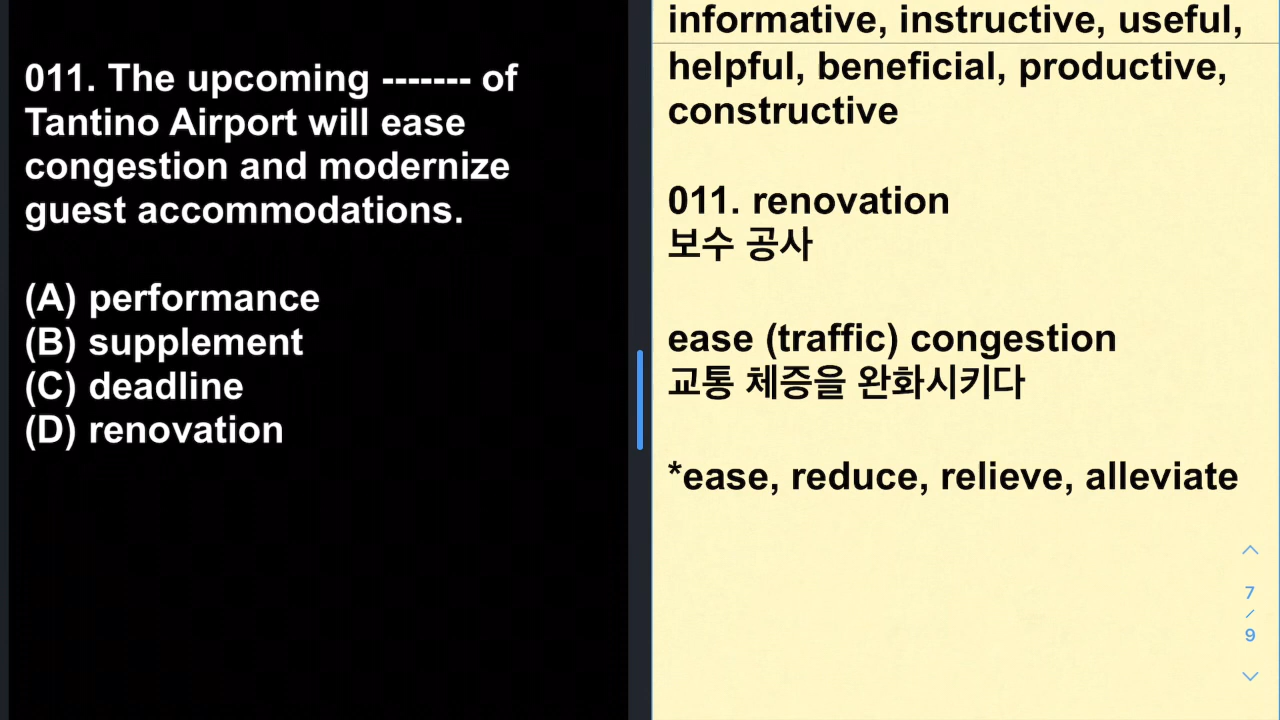 011. The upcoming ------- of
Tantino Airport will ease
congestion and modernize
guest accommodations.
(A) performance
(B) supplement
(C) deadline
(D) renovation
informative, instructive, useful,
helpful, beneficial, productive,
constructive
011. renovation
보수 공사
ease (traffic) congestion
교통 체증을 완화시키다
*ease, reduce, relieve, alleviate
7
/
9